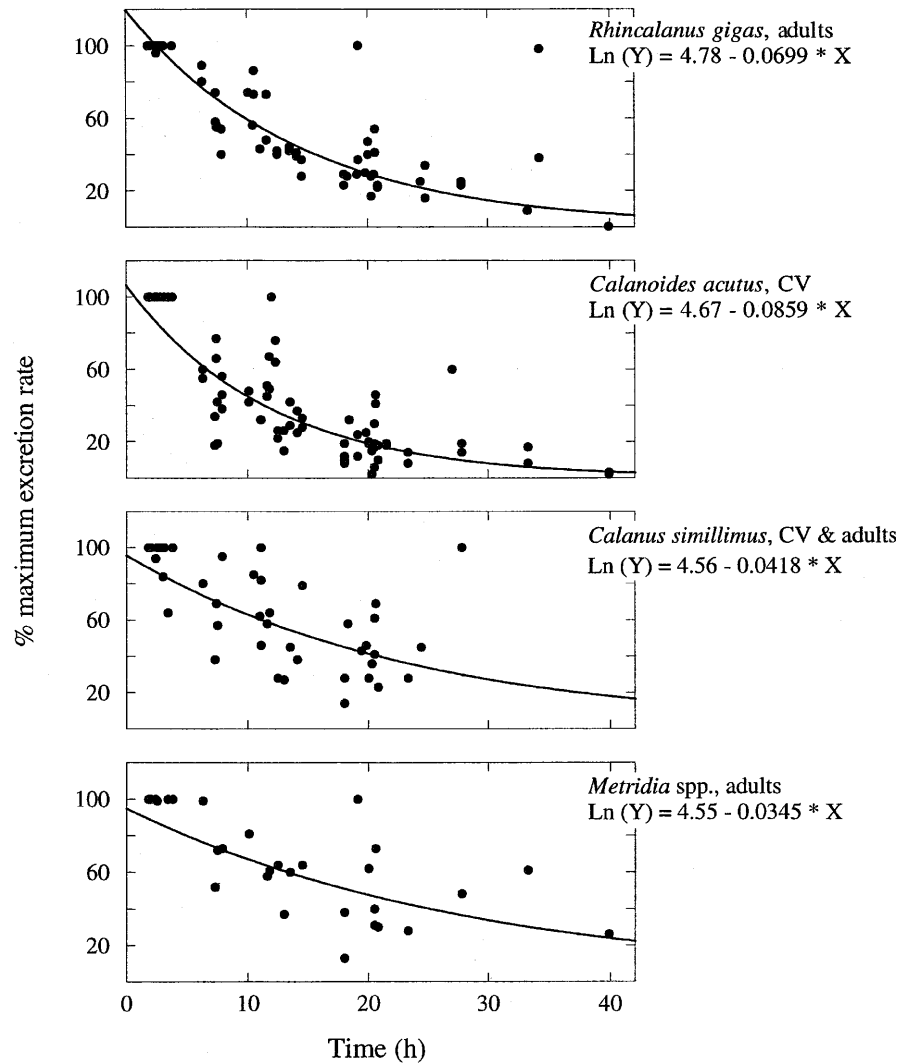 Rhincalanus gigas, adults
Ln (Y) = 4.78 - 0.0699 * X
100
60
20
Calanoides acutus, CV
Ln (Y) = 4.67 - 0.0859 * X
100
60
20
% maximum excretion rate
Calanus simillimus, CV & adults
Ln (Y) = 4.56 - 0.0418 * X
100
60
20
Metridia spp., adults
Ln (Y) = 4.55 - 0.0345 * X
100
60
20
0 10 20 30 40
Time (h)